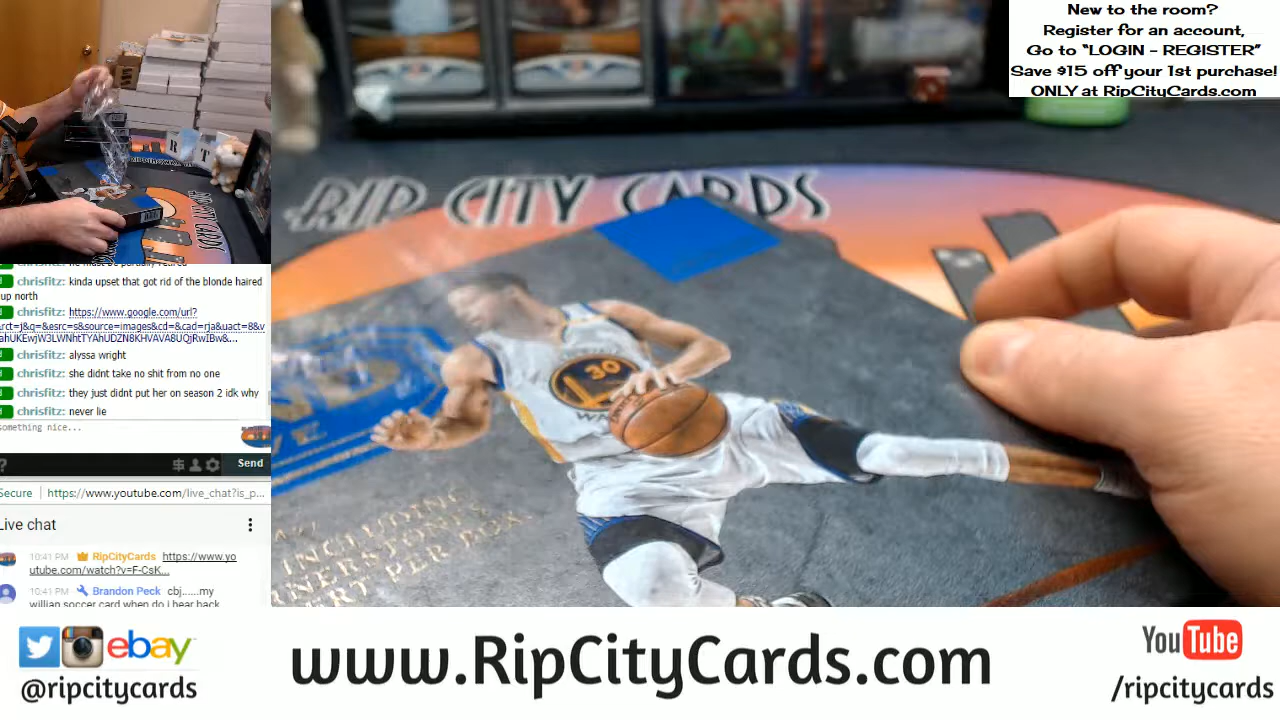 New to the room?
Register for an account,
Go to “LOGIN – REGISTER”
Save $15 off your 1st purchase!
ONLY at RipCityCards.com
RIP CITY CARDS
R T
RIP CITY CARDS
chrisfitz: kinda upset that got rid of the blonde haired
up north
chrisfitz: https://www.google.com/url?
chrisfitz: alyssa wright
chrisfitz: she didnt take no shit from no one
chrisfitz: they just didnt put her on season 2 idk why
chrisfitz: never lie
something nice...
Send
Secure https://www.youtube.com/live_chat?is_p...
Live chat
10:41 PM RipCityCards https://www.yo
utube.com/watch?v=F-CsK...
10:41 PM Brandon Peck cbj......my
willian soccer card when do i hear back
30
INCLUDING
www.RipCityCards.com
ebay
@ripcitycards
YouTube
/ripcitycards